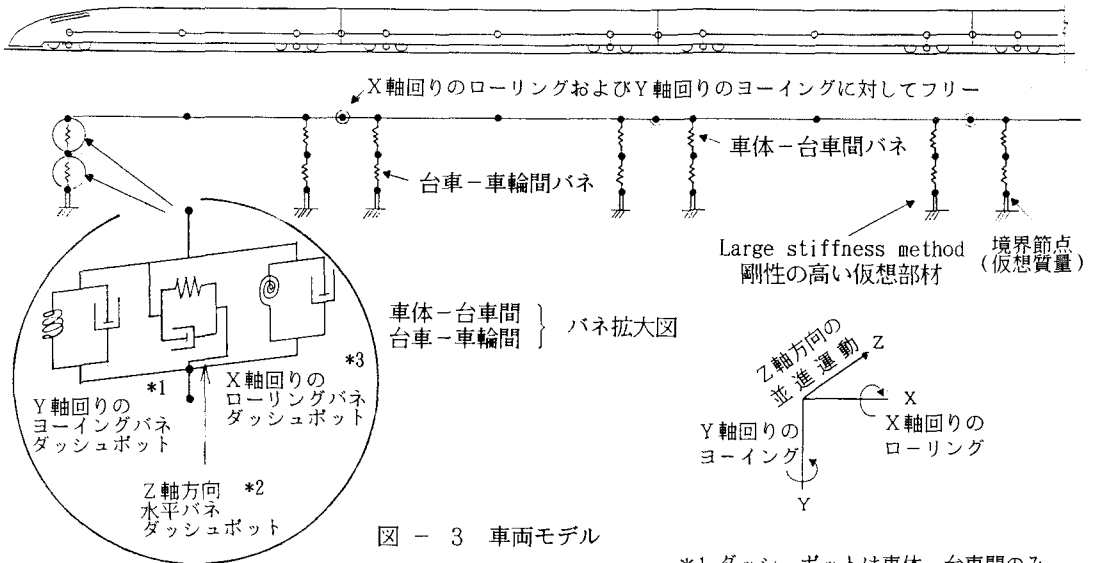 X軸回りのローリングおよびY軸回りのヨーイングに対してフリー
車体－台車間バネ
台車－車輪間バネ
Large stiffness method
剛性の高い仮想部材
境界節点
(仮想質量)
車体－台車間
台車－車輪間
} バネ拡大図
*1
Y軸回りの
ヨーイングバネ
ダッシュポット
*3
X軸回りの
ローリングバネ
ダッシュポット
Z軸方向 *2
水平バネ
ダッシュポット
Z軸方向の
並進運動
Z
X
X軸回りの
ローリング
Y軸回りの
ヨーイング
Y
図 － 3 車両モデル